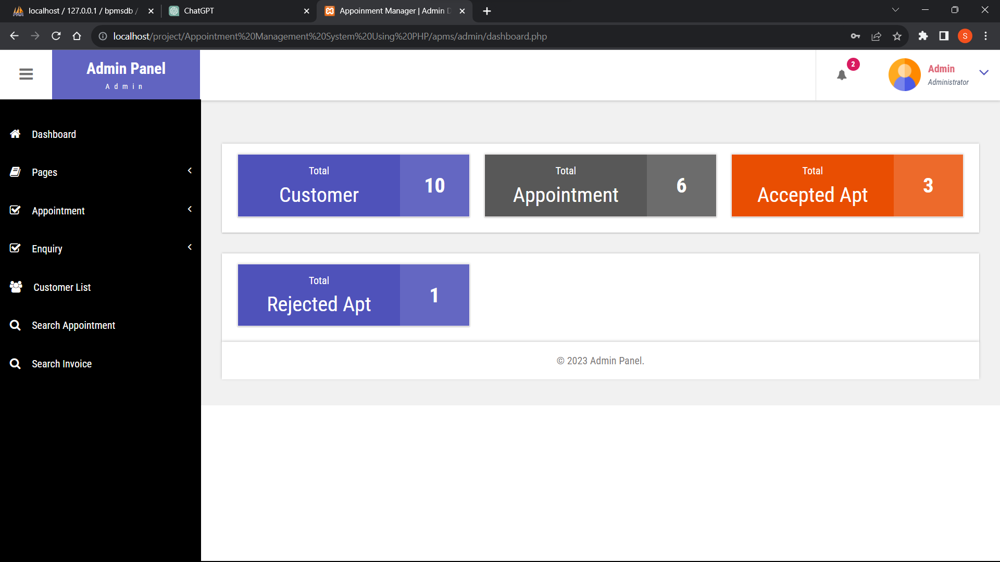 localhost / 127.0.0.1 / bpmsdb /
ChatGPT
Appoinment Manager | Admin D
localhost/project/Appointment%20Management%20System%20Using%20PHP/apms/admin/dashboard.php
S
Admin Panel
Admin
2
Admin
Administrator
Dashboard
Pages
Appointment
Enquiry
Customer List
Search Appointment
Search Invoice
Total
Customer
10
Total
Appointment
6
Total
Accepted Apt
3
Total
Rejected Apt
1
© 2023 Admin Panel.